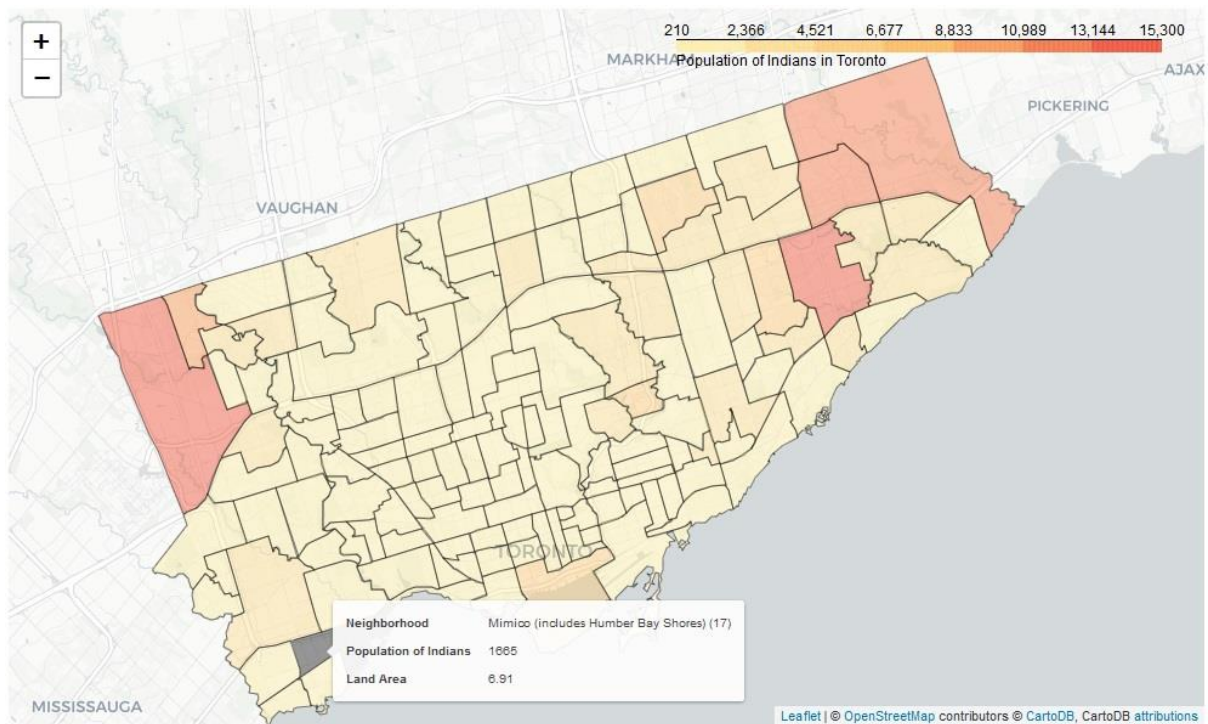 +
−
210 2,366 4,521 6,677 8,833 10,989 13,144 15,300
Population of Indians in Toronto
MARKHAM
AJAX
PICKERING
VAUGHAN
TORONTO
Neighborhood Mimico (includes Humber Bay Shores) (17)
Population of Indians 1665
Land Area 6.91
MISSISSAUGA
Leaflet | © OpenStreetMap contributors © CartoDB, CartoDB attributions